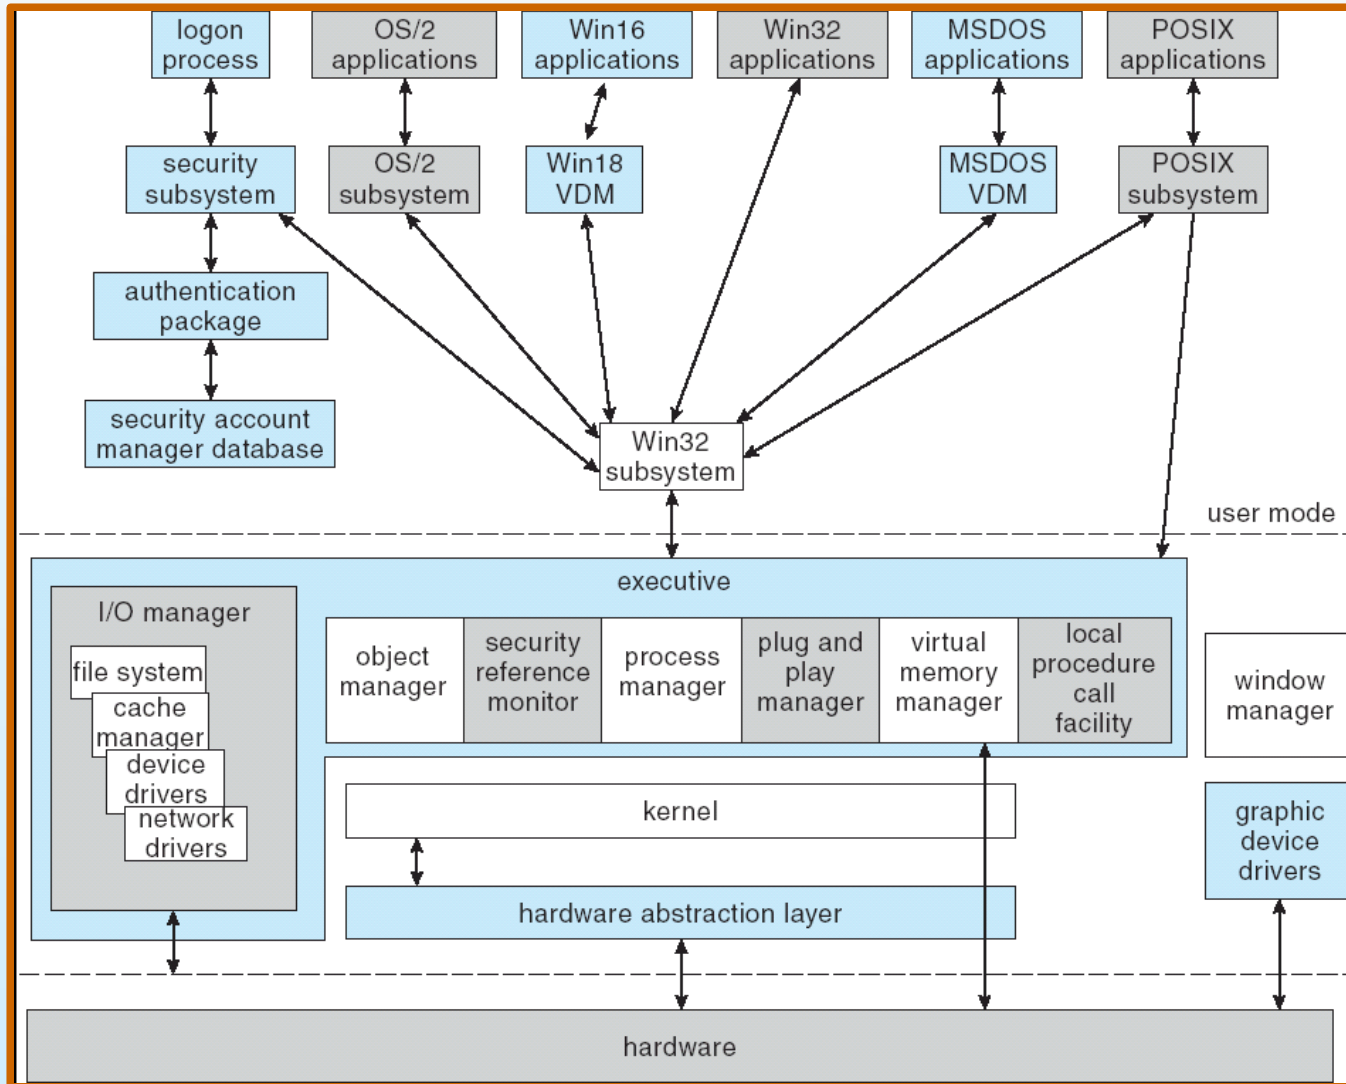 logon
process
OS/2
applications
Win16
applications
Win32
applications
MSDOS
applications
POSIX
applications
security
subsystem
OS/2
subsystem
Win18
VDM
MSDOS
VDM
POSIX
subsystem
authentication
package
security account
manager database
Win32
subsystem
user mode
executive
I/O manager
file system
cache
manager
device
drivers
network
drivers
object
manager
security
reference
monitor
process
manager
plug and
play
manager
virtual
memory
manager
local
procedure
call
facility
window
manager
kernel
graphic
device
drivers
hardware abstraction layer
hardware